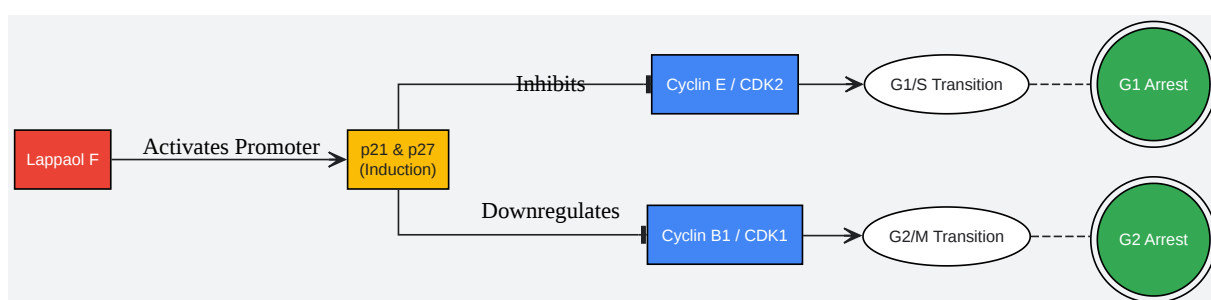 Lappaol F
Activates Promoter
p21 & p27
(Induction)
Inhibits
Cyclin E / CDK2
G1/S Transition
G1 Arrest
Downregulates
Cyclin B1 / CDK1
G2/M Transition
G2 Arrest